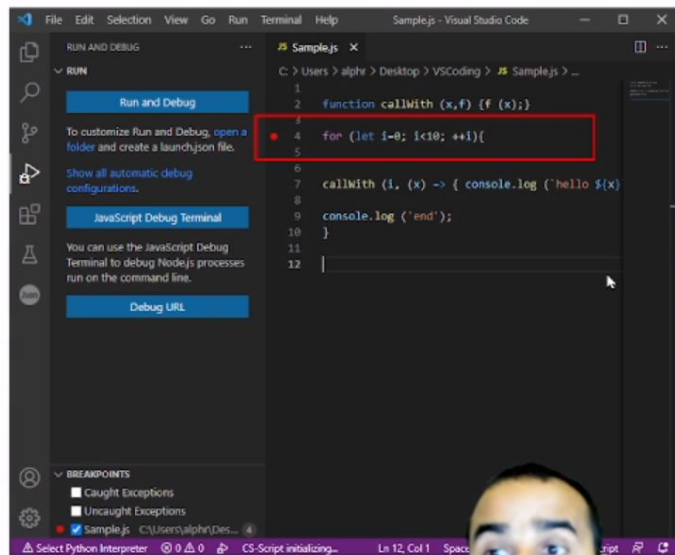 File Edit Selection View Go Run Terminal Help Sample.js - Visual Studio Code
RUN AND DEBUG ...
JS Sample.js ×
RUN
C: > Users > alphr > Desktop > VSCoding > JS Sample.js > ...
Run and Debug
To customize Run and Debug, open a
folder and create a launch.json file.
Show all automatic debug
configurations.
JavaScript Debug Terminal
You can use the JavaScript Debug
Terminal to debug Node.js processes
run on the command line.
Debug URL
1
2 function callWith (x,f) {f (x);}
3
4 for (let i-0; i<10; ++i){
5
6
7 callWith (i, (x) -> { console.log (`hello ${x}
8
9 console.log ('end');
10 }
11
12
BREAKPOINTS
Caught Exceptions
Uncaught Exceptions
Sample.js C:\Users\alphr\Des... 4
Select Python Interpreter 0 0 CS-Script initializing... Ln 12, Col 1